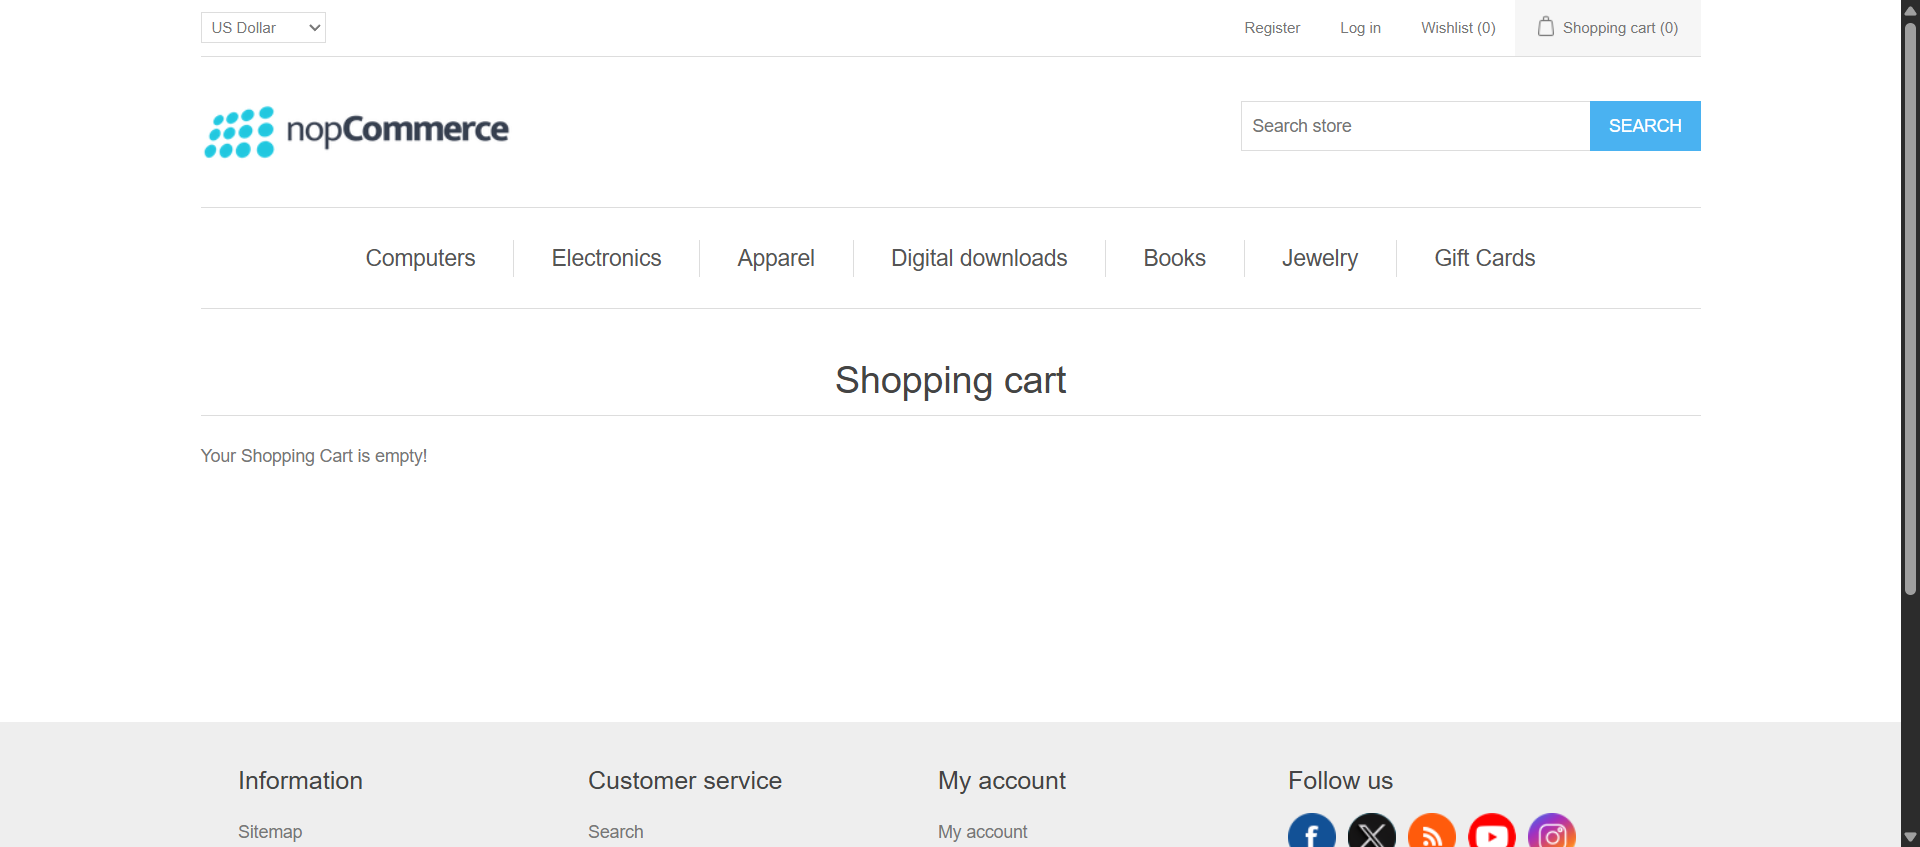 US Dollar
Register
Log in
Wishlist (0)
Shopping cart (0)
nopCommerce
Search store
SEARCH
Computers
Electronics
Apparel
Digital downloads
Books
Jewelry
Gift Cards
Shopping cart
Your Shopping Cart is empty!
Information
Customer service
My account
Follow us
Sitemap
Search
My account